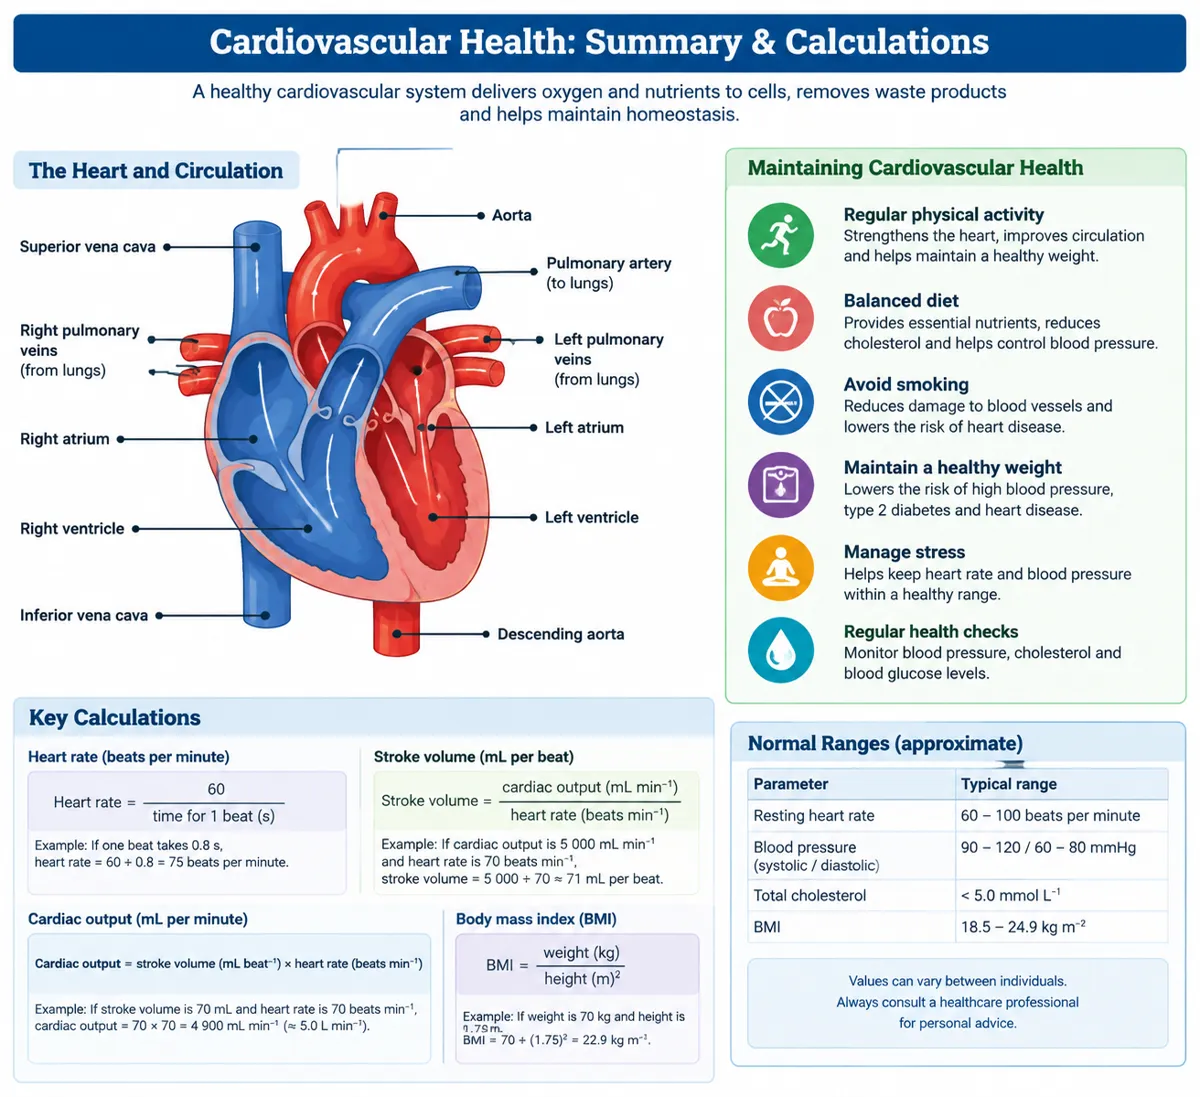 Cardiovascular Health: Summary & Calculations
A healthy cardiovascular system delivers oxygen and nutrients to cells, removes waste products
and helps maintain homeostasis.
The Heart and Circulation
Aorta
Superior vena cava
Pulmonary artery
(to lungs)
Right pulmonary
veins
(from lungs)
Left pulmonary
veins
(from lungs)
Right atrium
Left atrium
Right ventricle
Left ventricle
Inferior vena cava
Descending aorta
Maintaining Cardiovascular Health
Regular physical activity
Strengthens the heart, improves circulation
and helps maintain a healthy weight.
Balanced diet
Provides essential nutrients, reduces
cholesterol and helps control blood pressure.
Avoid smoking
Reduces damage to blood vessels and
lowers the risk of heart disease.
Maintain a healthy weight
Lowers the risk of high blood pressure,
type 2 diabetes and heart disease.
Manage stress
Helps keep heart rate and blood pressure
within a healthy range.
Regular health checks
Monitor blood pressure, cholesterol and
blood glucose levels.
Key Calculations
Heart rate (beats per minute)
Heart rate = 60 / time for 1 beat (s)
Example: If one beat takes 0.8 s,
heart rate = 60 + 0.8 = 75 beats per minute.
Stroke volume (mL per beat)
Stroke volume = cardiac output (mL min⁻¹) / heart rate (beats min⁻¹)
Example: If cardiac output is 5 000 mL min⁻¹
and heart rate is 70 beats min⁻¹,
stroke volume = 5 000 + 70 ≈ 71 mL per beat.
Cardiac output (mL per minute)
Cardiac output = stroke volume (mL beat⁻¹) × heart rate (beats min⁻¹)
Example: If stroke volume is 70 mL and heart rate is 70 beats min⁻¹,
cardiac output = 70 × 70 = 4 900 mL min⁻¹ (≈ 5.0 L min⁻¹).
Body mass index (BMI)
BMI = weight (kg) / height (m)²
Example: If weight is 70 kg and height is
1.75 m,
BMI = 70 + (1.75)² = 22.9 kg m⁻¹.
Normal Ranges (approximate)
Parameter Typical range
Resting heart rate 60 – 100 beats per minute
Blood pressure 90 – 120 / 60 – 80 mmHg
(systolic / diastolic)
Total cholesterol < 5.0 mmol L⁻¹
BMI 18.5 – 24.9 kg m⁻²
Values can vary between individuals.
Always consult a healthcare professional
for personal advice.